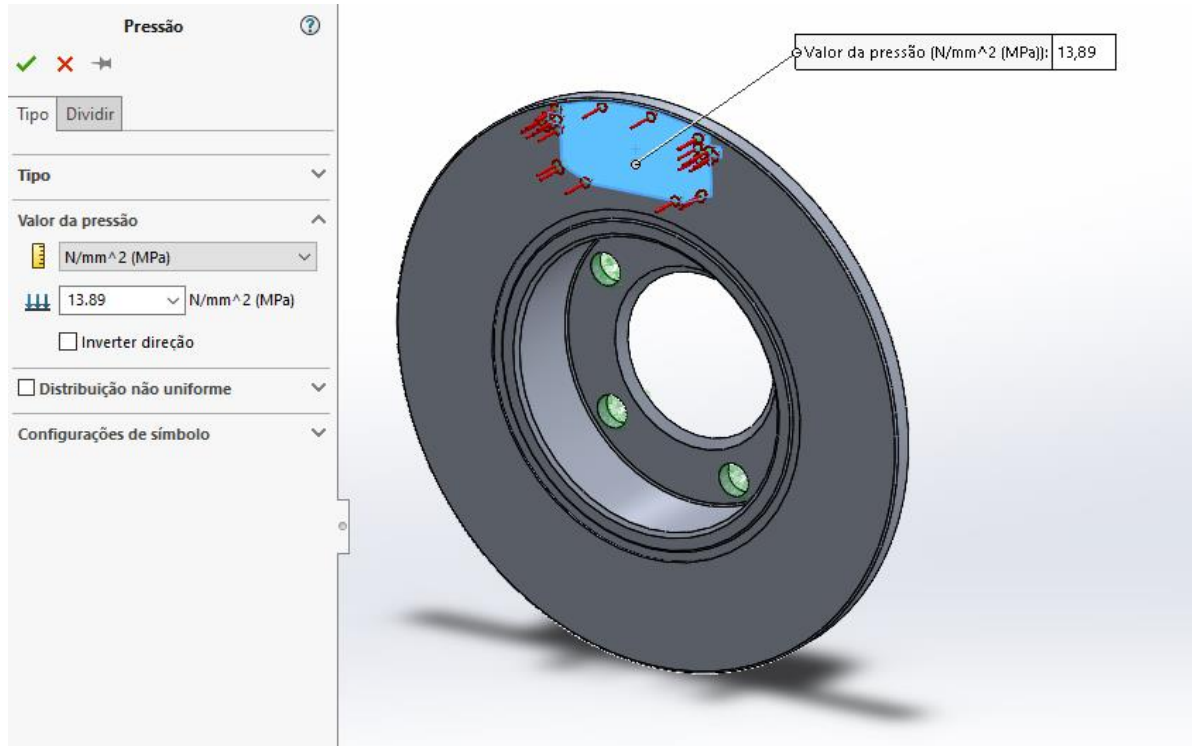 Pressão
?
Tipo Dividir
Tipo
Valor da pressão
N/mm^2 (MPa)
13.89 N/mm^2 (MPa)
Inverter direção
Distribuição não uniforme
Configurações de símbolo
Valor da pressão (N/mm^2 (MPa)): 13,89